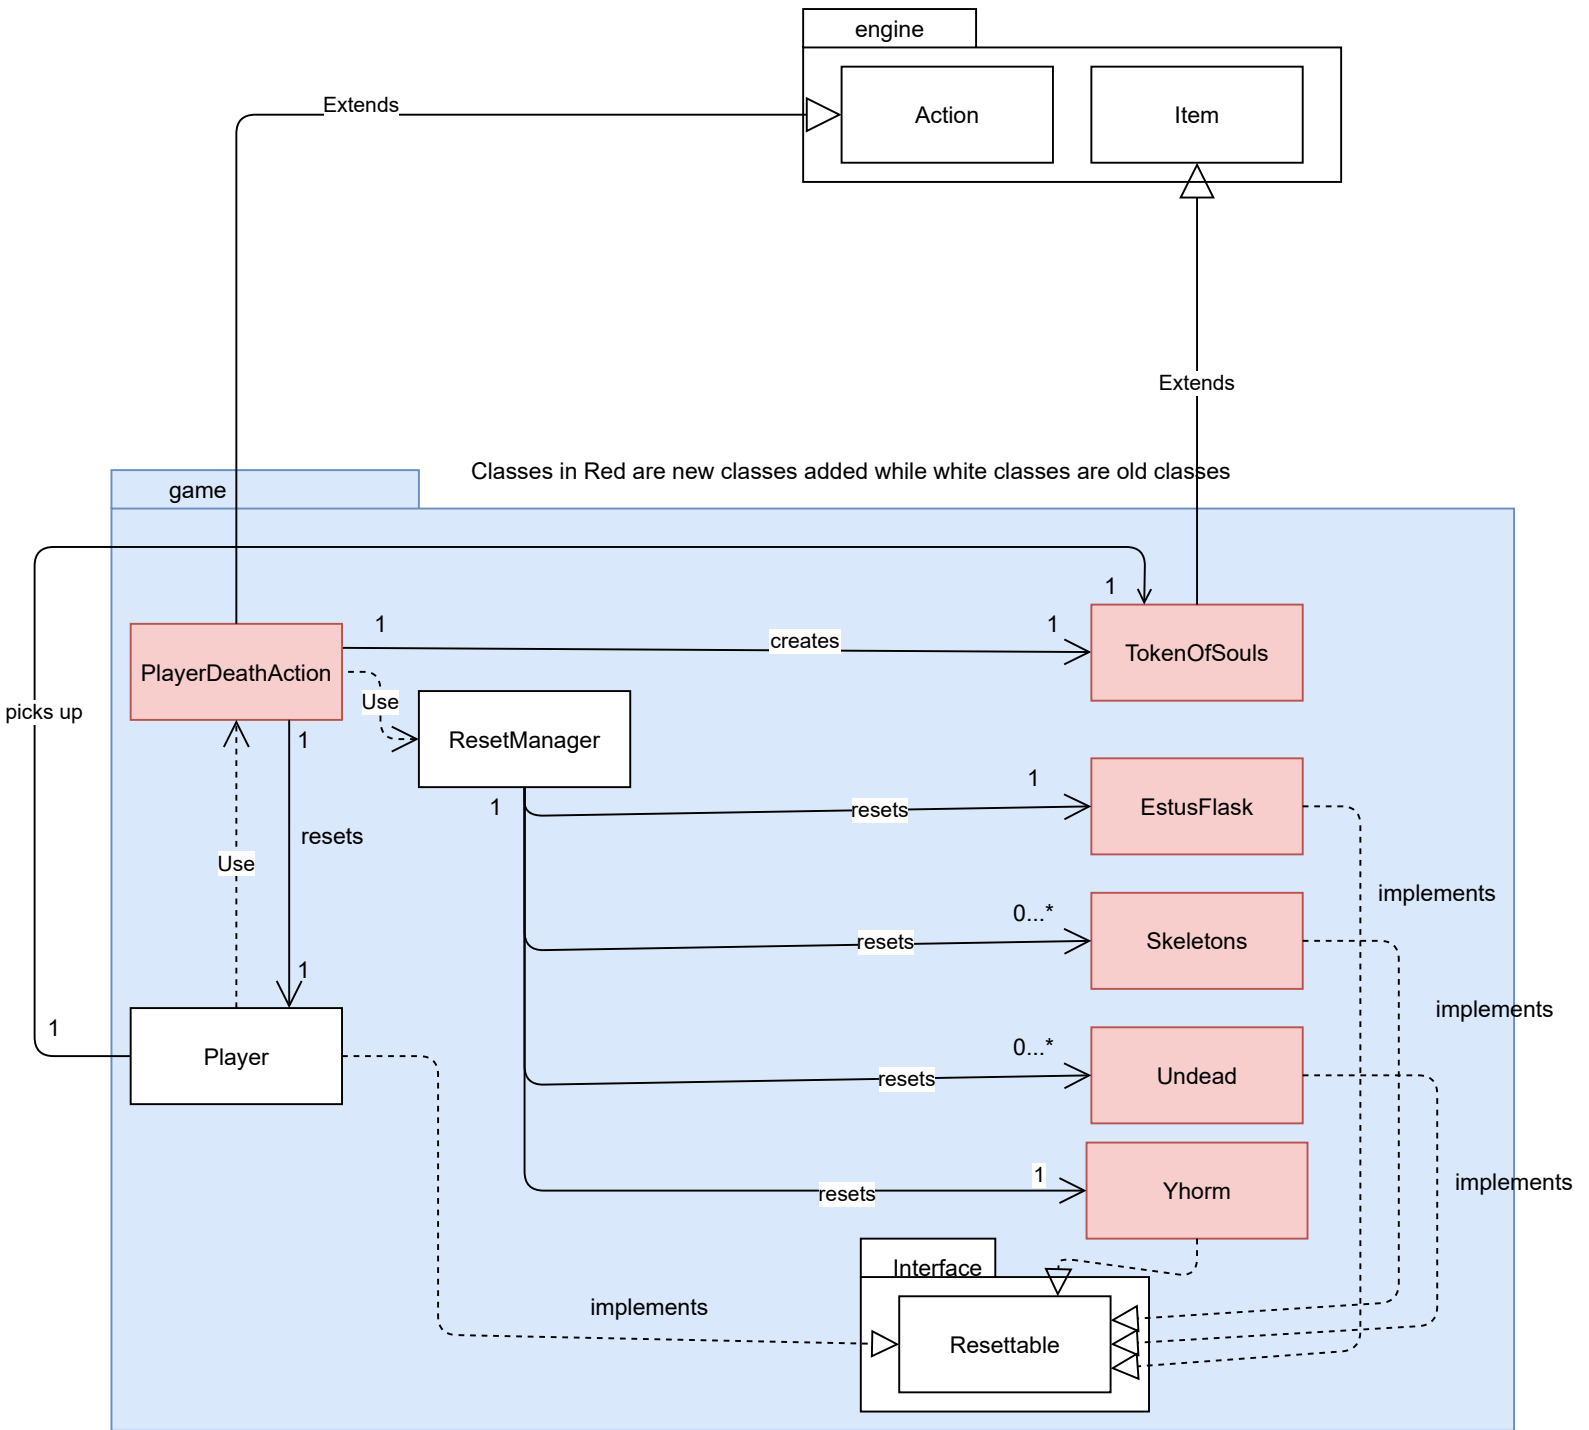 engine
Action
Item
Extends
Extends
Classes in Red are new classes added while white classes are old classes
game
1
1
1
creates
TokenOfSouls
PlayerDeathAction
Use
picks up
1
ResetManager
1
1
resets
EstusFlask
resets
Use
implements
0...*
resets
Skeletons
1
implements
1
0...*
resets
Undead
Player
1
resets
Yhorm
implements
Interface
implements
Resettable